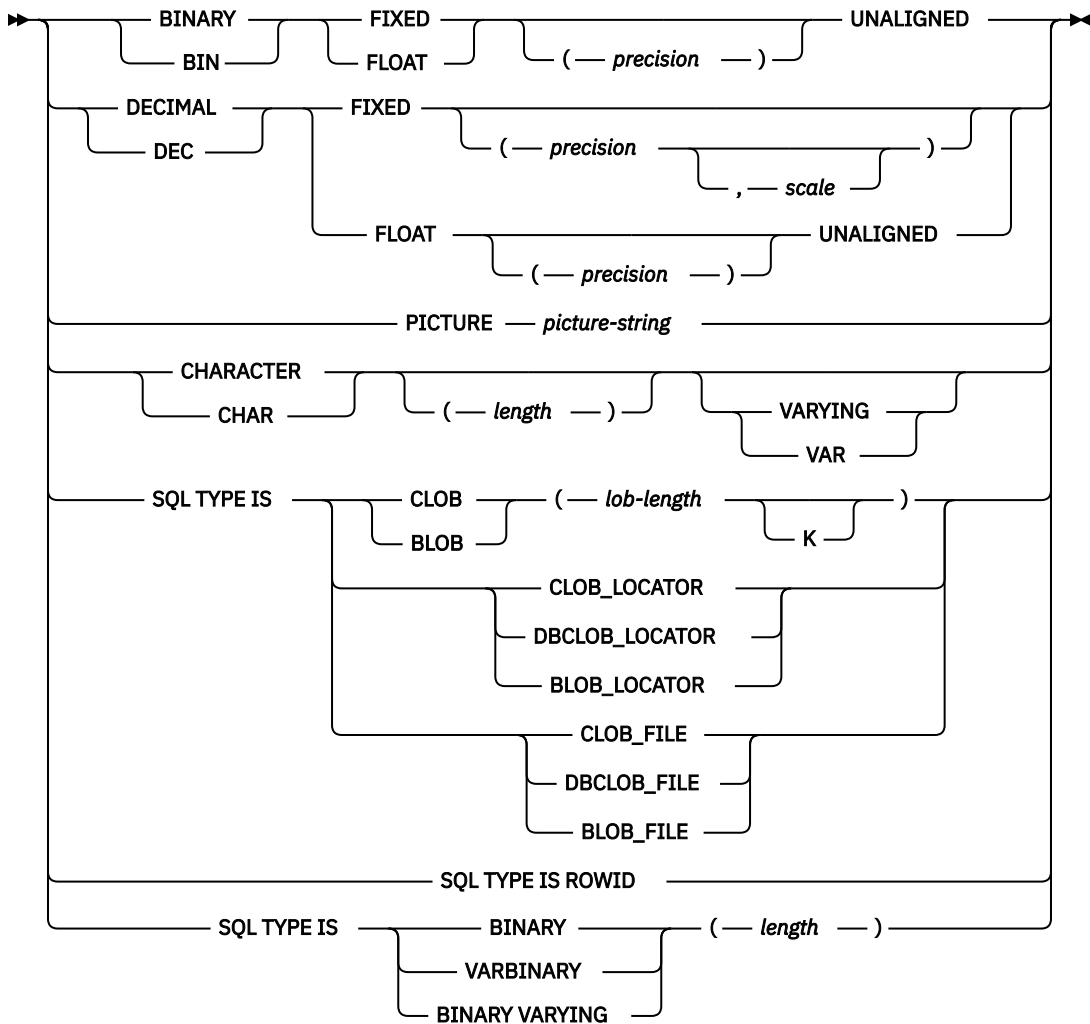 BINARY FIXED UNALIGNED
BIN FLOAT ( precision )
DECIMAL FIXED
DEC ( precision )
, scale
FLOAT UNALIGNED
( precision )
PICTURE picture-string
CHARACTER
CHAR ( length ) VARYING
VAR
SQL TYPE IS CLOB ( lob-length )
BLOB K
CLOB_LOCATOR
DBCLOB_LOCATOR
BLOB_LOCATOR
CLOB_FILE
DBCLOB_FILE
BLOB_FILE
SQL TYPE IS ROWID
SQL TYPE IS BINARY ( length )
VARBINARY
BINARY VARYING